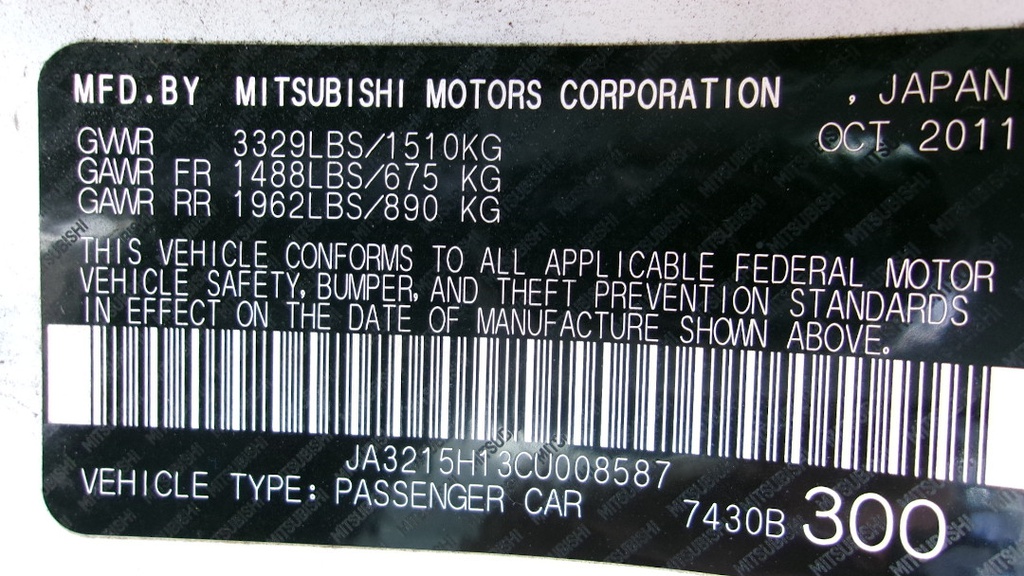 MFD.BY MITSUBISHI MOTORS CORPORATION , JAPAN
OCT 2011
GVWR 3329LBS/1510KG
GAWR FR 1488LBS/675 KG
GAWR RR 1962LBS/890 KG
THIS VEHICLE CONFORMS TO ALL APPLICABLE FEDERAL MOTOR
VEHICLE SAFETY, BUMPER, AND THEFT PREVENTION STANDARDS
IN EFFECT ON THE DATE OF MANUFACTURE SHOWN ABOVE.
JA3215H13CU008587
VEHICLE TYPE: PASSENGER CAR 7430B 300